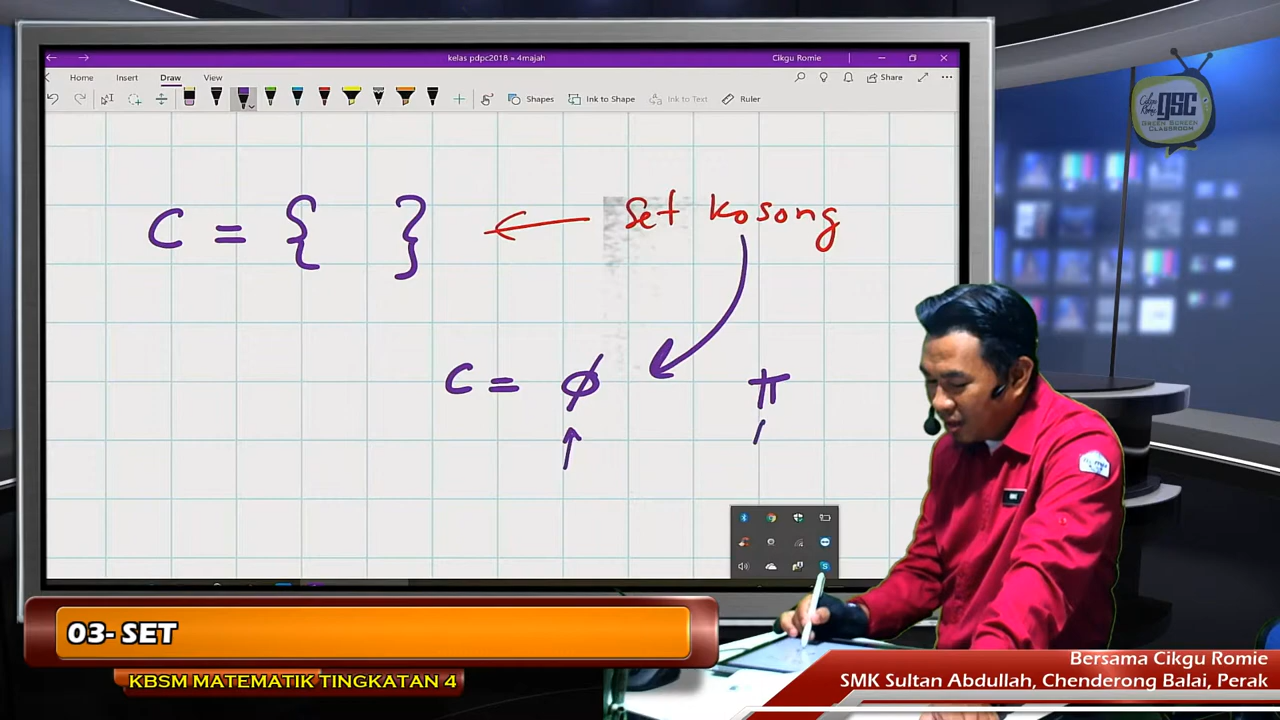 kelas pdpc2018 » 4majah
Cikgu Romie
Home Insert Draw View
Share
Shapes Ink to Shape Ink to Text Ruler
Cikgu Romie GSC
GREEN SCREEN
CLASSROOM
C = { } ← Set kosong
C = ϕ π
03- SET
KBSM MATEMATIK TINGKATAN 4
Bersama Cikgu Romie
SMK Sultan Abdullah, Chenderong Balai, Perak